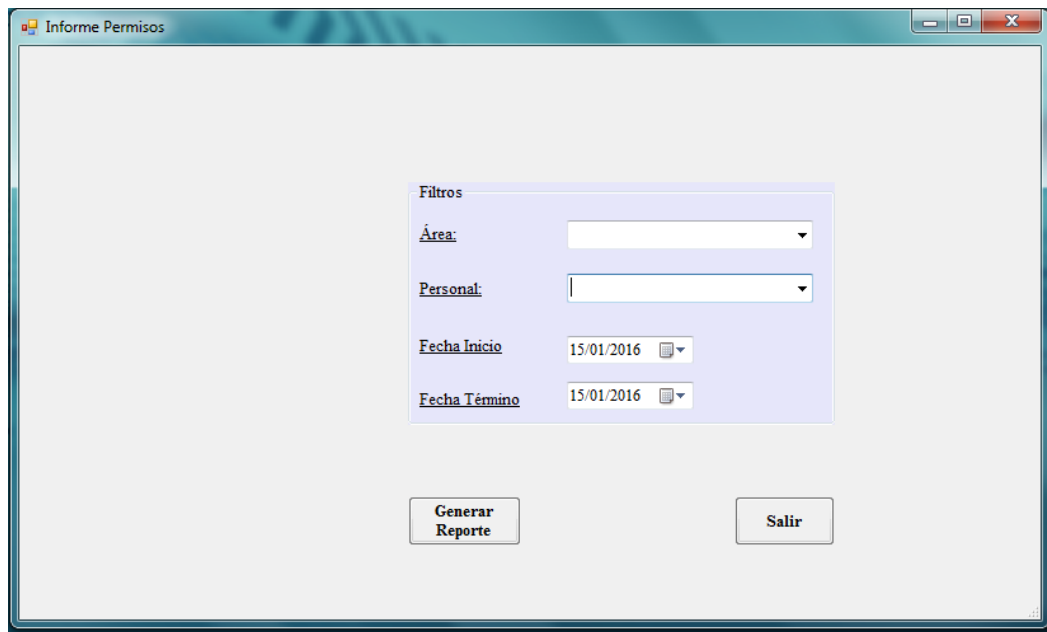 Informe Permisos
Filtros
Área:
Personal:
Fecha Inicio 15/01/2016
Fecha Término 15/01/2016
Generar
Reporte
Salir